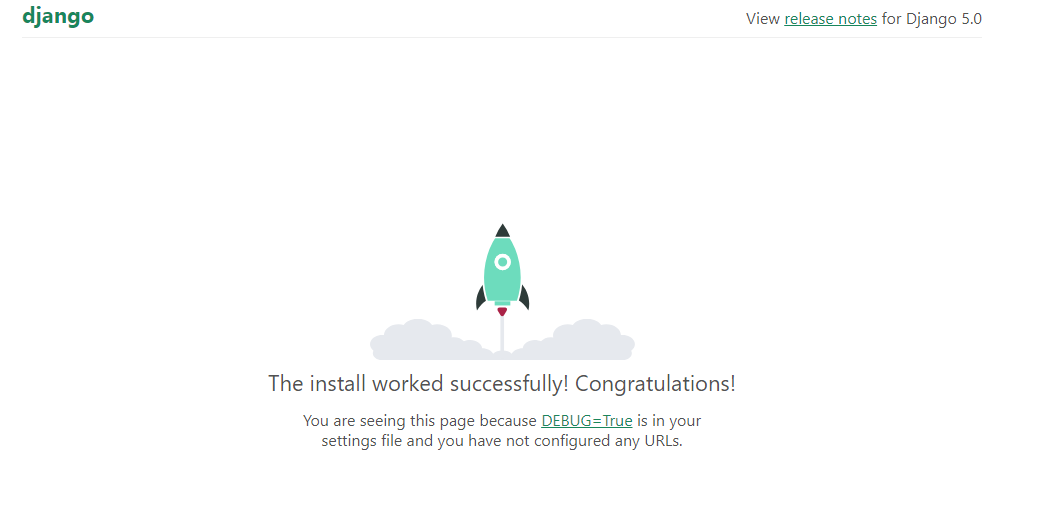 django
View release notes for Django 5.0
The install worked successfully! Congratulations!
You are seeing this page because DEBUG=True is in your
settings file and you have not configured any URLs.